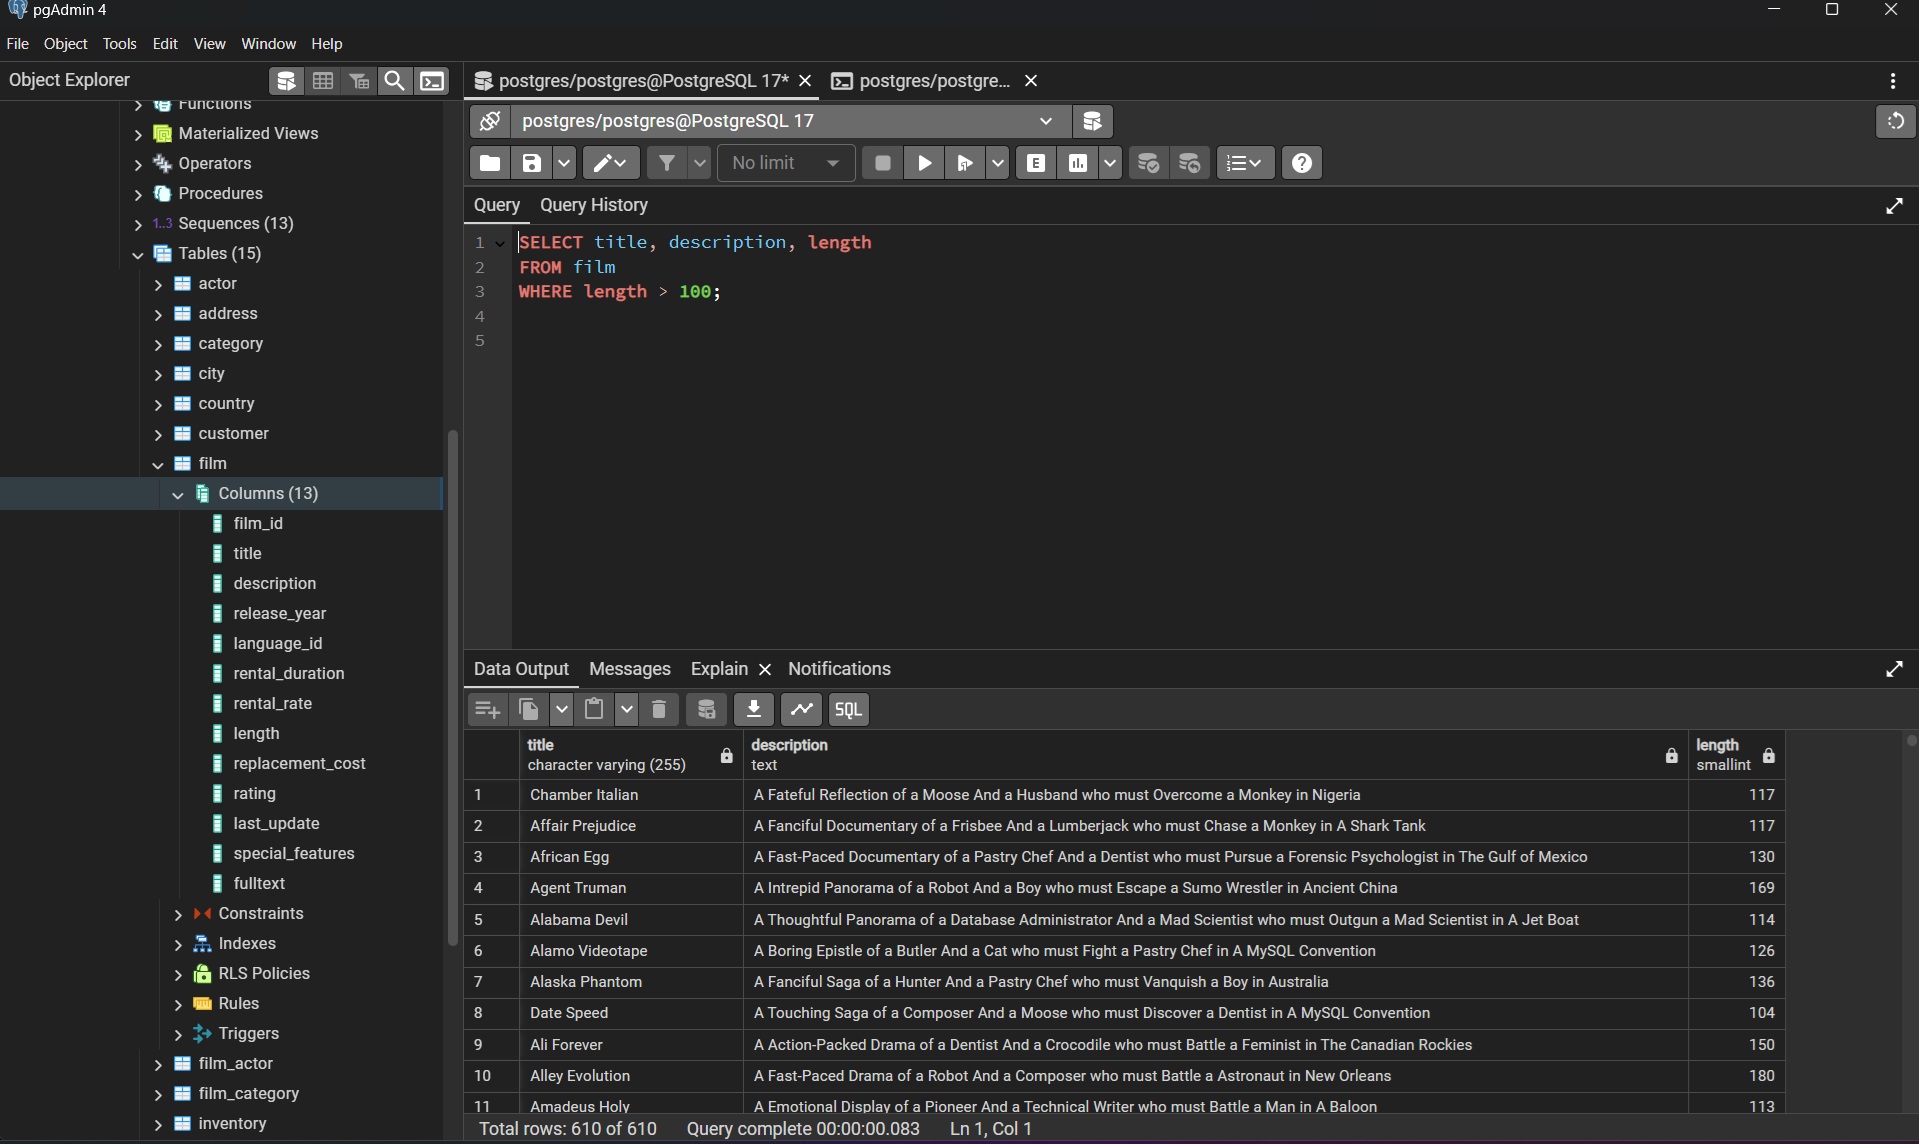 pgAdmin 4
File Object Tools Edit View Window Help
Object Explorer
Functions
Materialized Views
Operators
Procedures
1..3 Sequences (13)
Tables (15)
actor
address
category
city
country
customer
film
Columns (13)
film_id
title
description
release_year
language_id
rental_duration
rental_rate
length
replacement_cost
rating
last_update
special_features
fulltext
Constraints
Indexes
RLS Policies
Rules
Triggers
film_actor
film_category
inventory
postgres/postgres@PostgreSQL 17* postgres/postgre...
postgres/postgres@PostgreSQL 17
No limit E
Query Query History
1 SELECT title, description, length
2 FROM film
3 WHERE length > 100;
4
5
Data Output Messages Explain Notifications
SQL
title description length
character varying (255) text smallint
1 Chamber Italian A Fateful Reflection of a Moose And a Husband who must Overcome a Monkey in Nigeria 117
2 Affair Prejudice A Fanciful Documentary of a Frisbee And a Lumberjack who must Chase a Monkey in A Shark Tank 117
3 African Egg A Fast-Paced Documentary of a Pastry Chef And a Dentist who must Pursue a Forensic Psychologist in The Gulf of Mexico 130
4 Agent Truman A Intrepid Panorama of a Robot And a Boy who must Escape a Sumo Wrestler in Ancient China 169
5 Alabama Devil A Thoughtful Panorama of a Database Administrator And a Mad Scientist who must Outgun a Mad Scientist in A Jet Boat 114
6 Alamo Videotape A Boring Epistle of a Butler And a Cat who must Fight a Pastry Chef in A MySQL Convention 126
7 Alaska Phantom A Fanciful Saga of a Hunter And a Pastry Chef who must Vanquish a Boy in Australia 136
8 Date Speed A Touching Saga of a Composer And a Moose who must Discover a Dentist in A MySQL Convention 104
9 Ali Forever A Action-Packed Drama of a Dentist And a Crocodile who must Battle a Feminist in The Canadian Rockies 150
10 Alley Evolution A Fast-Paced Drama of a Robot And a Composer who must Battle a Astronaut in New Orleans 180
11 Amadeus Holy A Emotional Display of a Pioneer And a Technical Writer who must Battle a Man in A Baloon 113
Total rows: 610 of 610 Query complete 00:00:00.083 Ln 1, Col 1